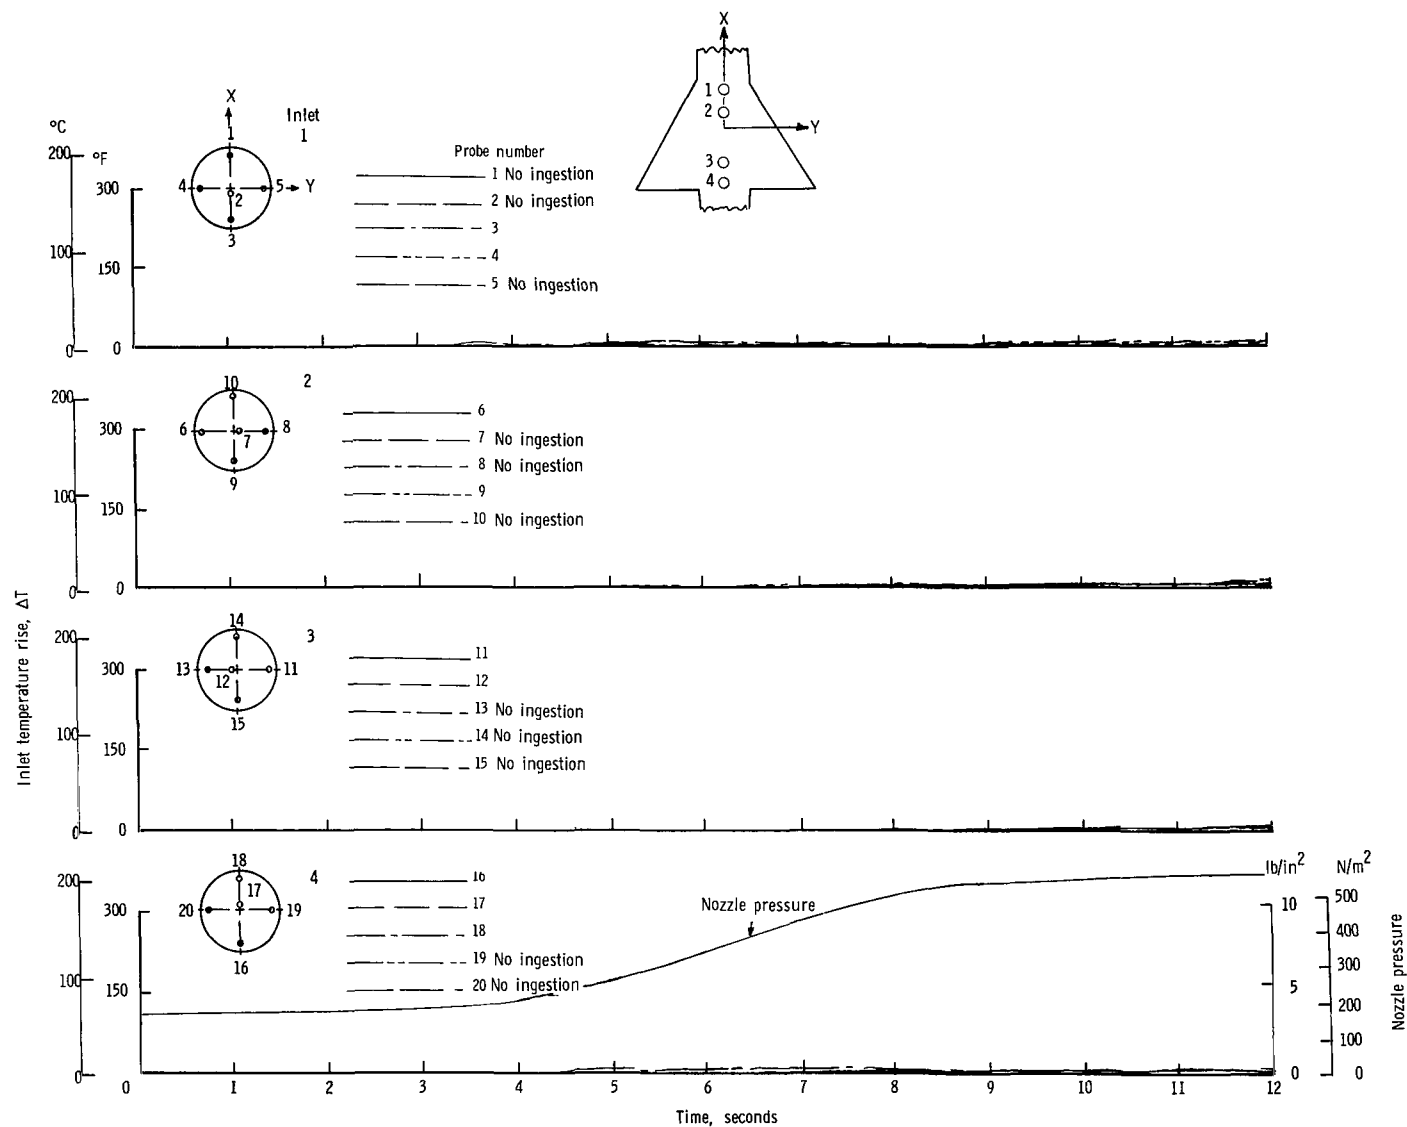 X
1
2
Y
3
4
°C
200
100
0
°F
300
150
0
X
Inlet
1
1
4
5
Y
2
3
Probe number
1 No ingestion
2 No ingestion
3
4
5 No ingestion
200
100
0
300
150
0
10
2
6
8
7
9
6
7 No ingestion
8 No ingestion
9
10 No ingestion
Inlet temperature rise, ΔT
200
100
0
300
150
0
14
3
13
11
12
15
11
12
13 No ingestion
14 No ingestion
15 No ingestion
200
100
0
300
150
18
4
17
20
19
16
16
17
18
19 No ingestion
20 No ingestion
Nozzle pressure
lb/in2
10
5
0
N/m2
500
400
300
200
100
0
Nozzle pressure
0 1 2 3 4 5 6 7 8 9 10 11 12
Time, seconds